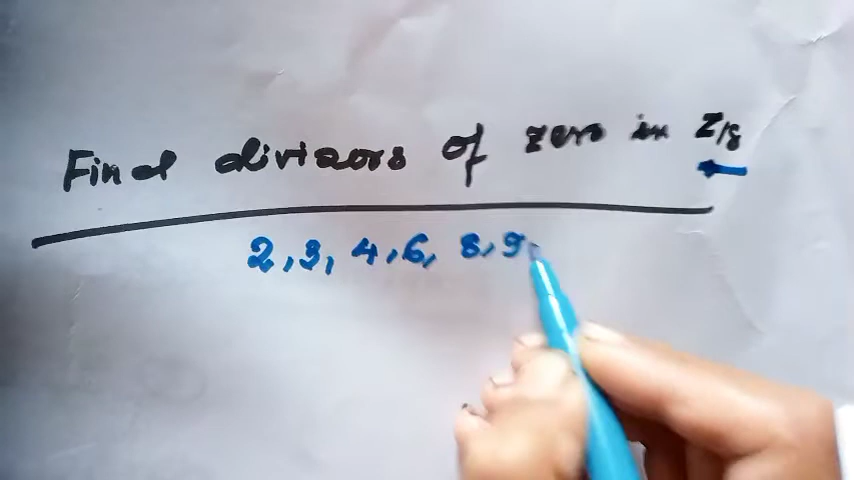 Find divisors of zero in Z18
2, 3, 4, 6, 8, 9